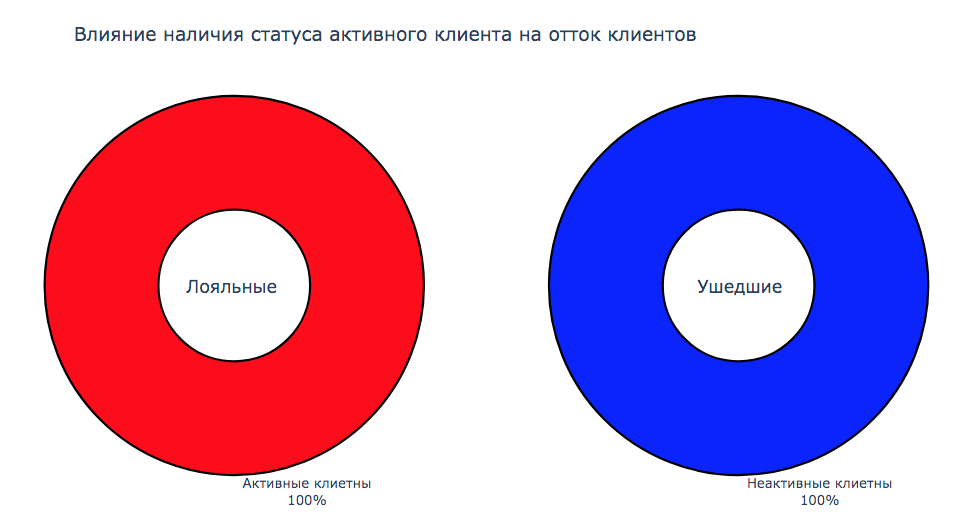 Влияние наличия статуса активного клиента на отток клиентов
Лояльные
Ушедшие
Активные клиетны
100%
Неактивные клиетны
100%